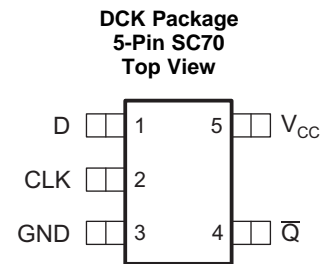 DCK Package
5-Pin SC70
Top View
D 1 5 VCC
CLK 2
GND 3 4 Q̅